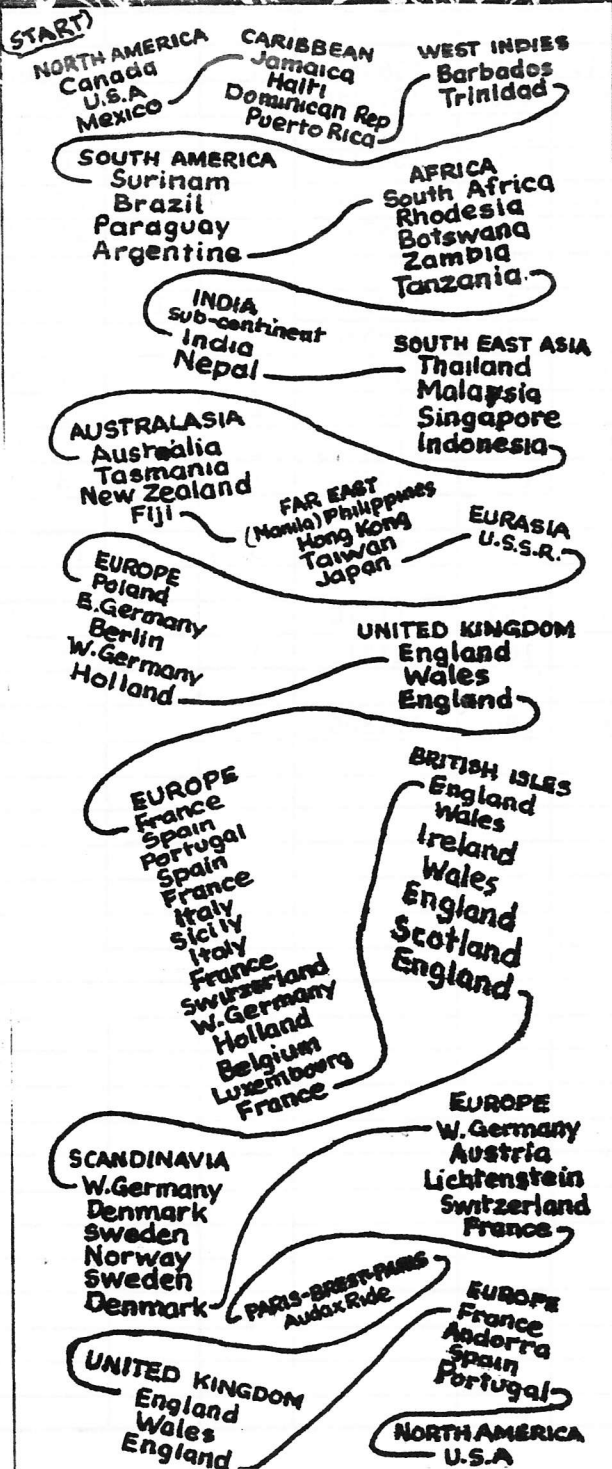 START
NORTH AMERICA
Canada
U.S.A
Mexico
CARIBBEAN
Jamaica
Haiti
Dominican Rep
Puerto Rica
WEST INDIES
Barbados
Trinidad
SOUTH AMERICA
Surinam
Brazil
Paraguay
Argentine
AFRICA
South Africa
Rhodesia
Botswana
Zambia
Tanzania.
INDIA
Sub-continent
India
Nepal
SOUTH EAST ASIA
Thailand
Malaysia
Singapore
Indonesia
AUSTRALASIA
Australia
Tasmania
New Zealand
Fiji
FAR EAST
(Manila) Philippines
Hong Kong
Taiwan
Japan
EURASIA
U.S.S.R.
EUROPE
Poland
E.Germany
Berlin
W.Germany
Holland
UNITED KINGDOM
England
Wales
England
EUROPE
France
Spain
Portugal
Spain
France
Italy
Sicily
Italy
France
Switzerland
W.Germany
Holland
Belgium
Luxembourg
France
BRITISH ISLES
England
Wales
Ireland
Wales
England
Scotland
England
SCANDINAVIA
W.Germany
Denmark
Sweden
Norway
Sweden
Denmark
EUROPE
W.Germany
Austria
Lichtenstein
Switzerland
France
PARIS-BREST-PARIS
Audax Ride
UNITED KINGDOM
England
Wales
England
EUROPE
France
Andorra
Spain
Portugal
NORTH AMERICA
U.S.A